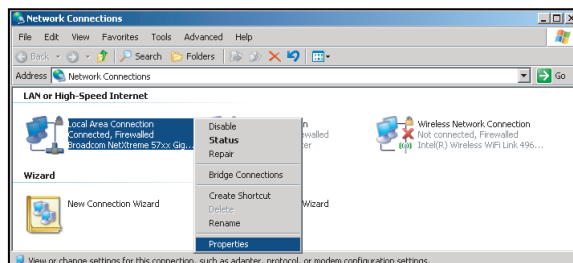 Network Connections
File Edit View Favorites Tools Advanced Help
Back Search Folders
Address Network Connections Go
LAN or High-Speed Internet
Local Area Connection
Connected, Firewalled
Broadcom NetXtreme 57xx Gig...
Disable
Status
Repair
Bridge Connections
Create Shortcut
Delete
Rename
Properties
Wireless Network Connection
Not connected, Firewalled
Intel(R) Wireless WiFi Link 496...
Wizard
New Connection Wizard
Wizard
View or change settings for this connection, such as adapter, protocol, or modem configuration settings.